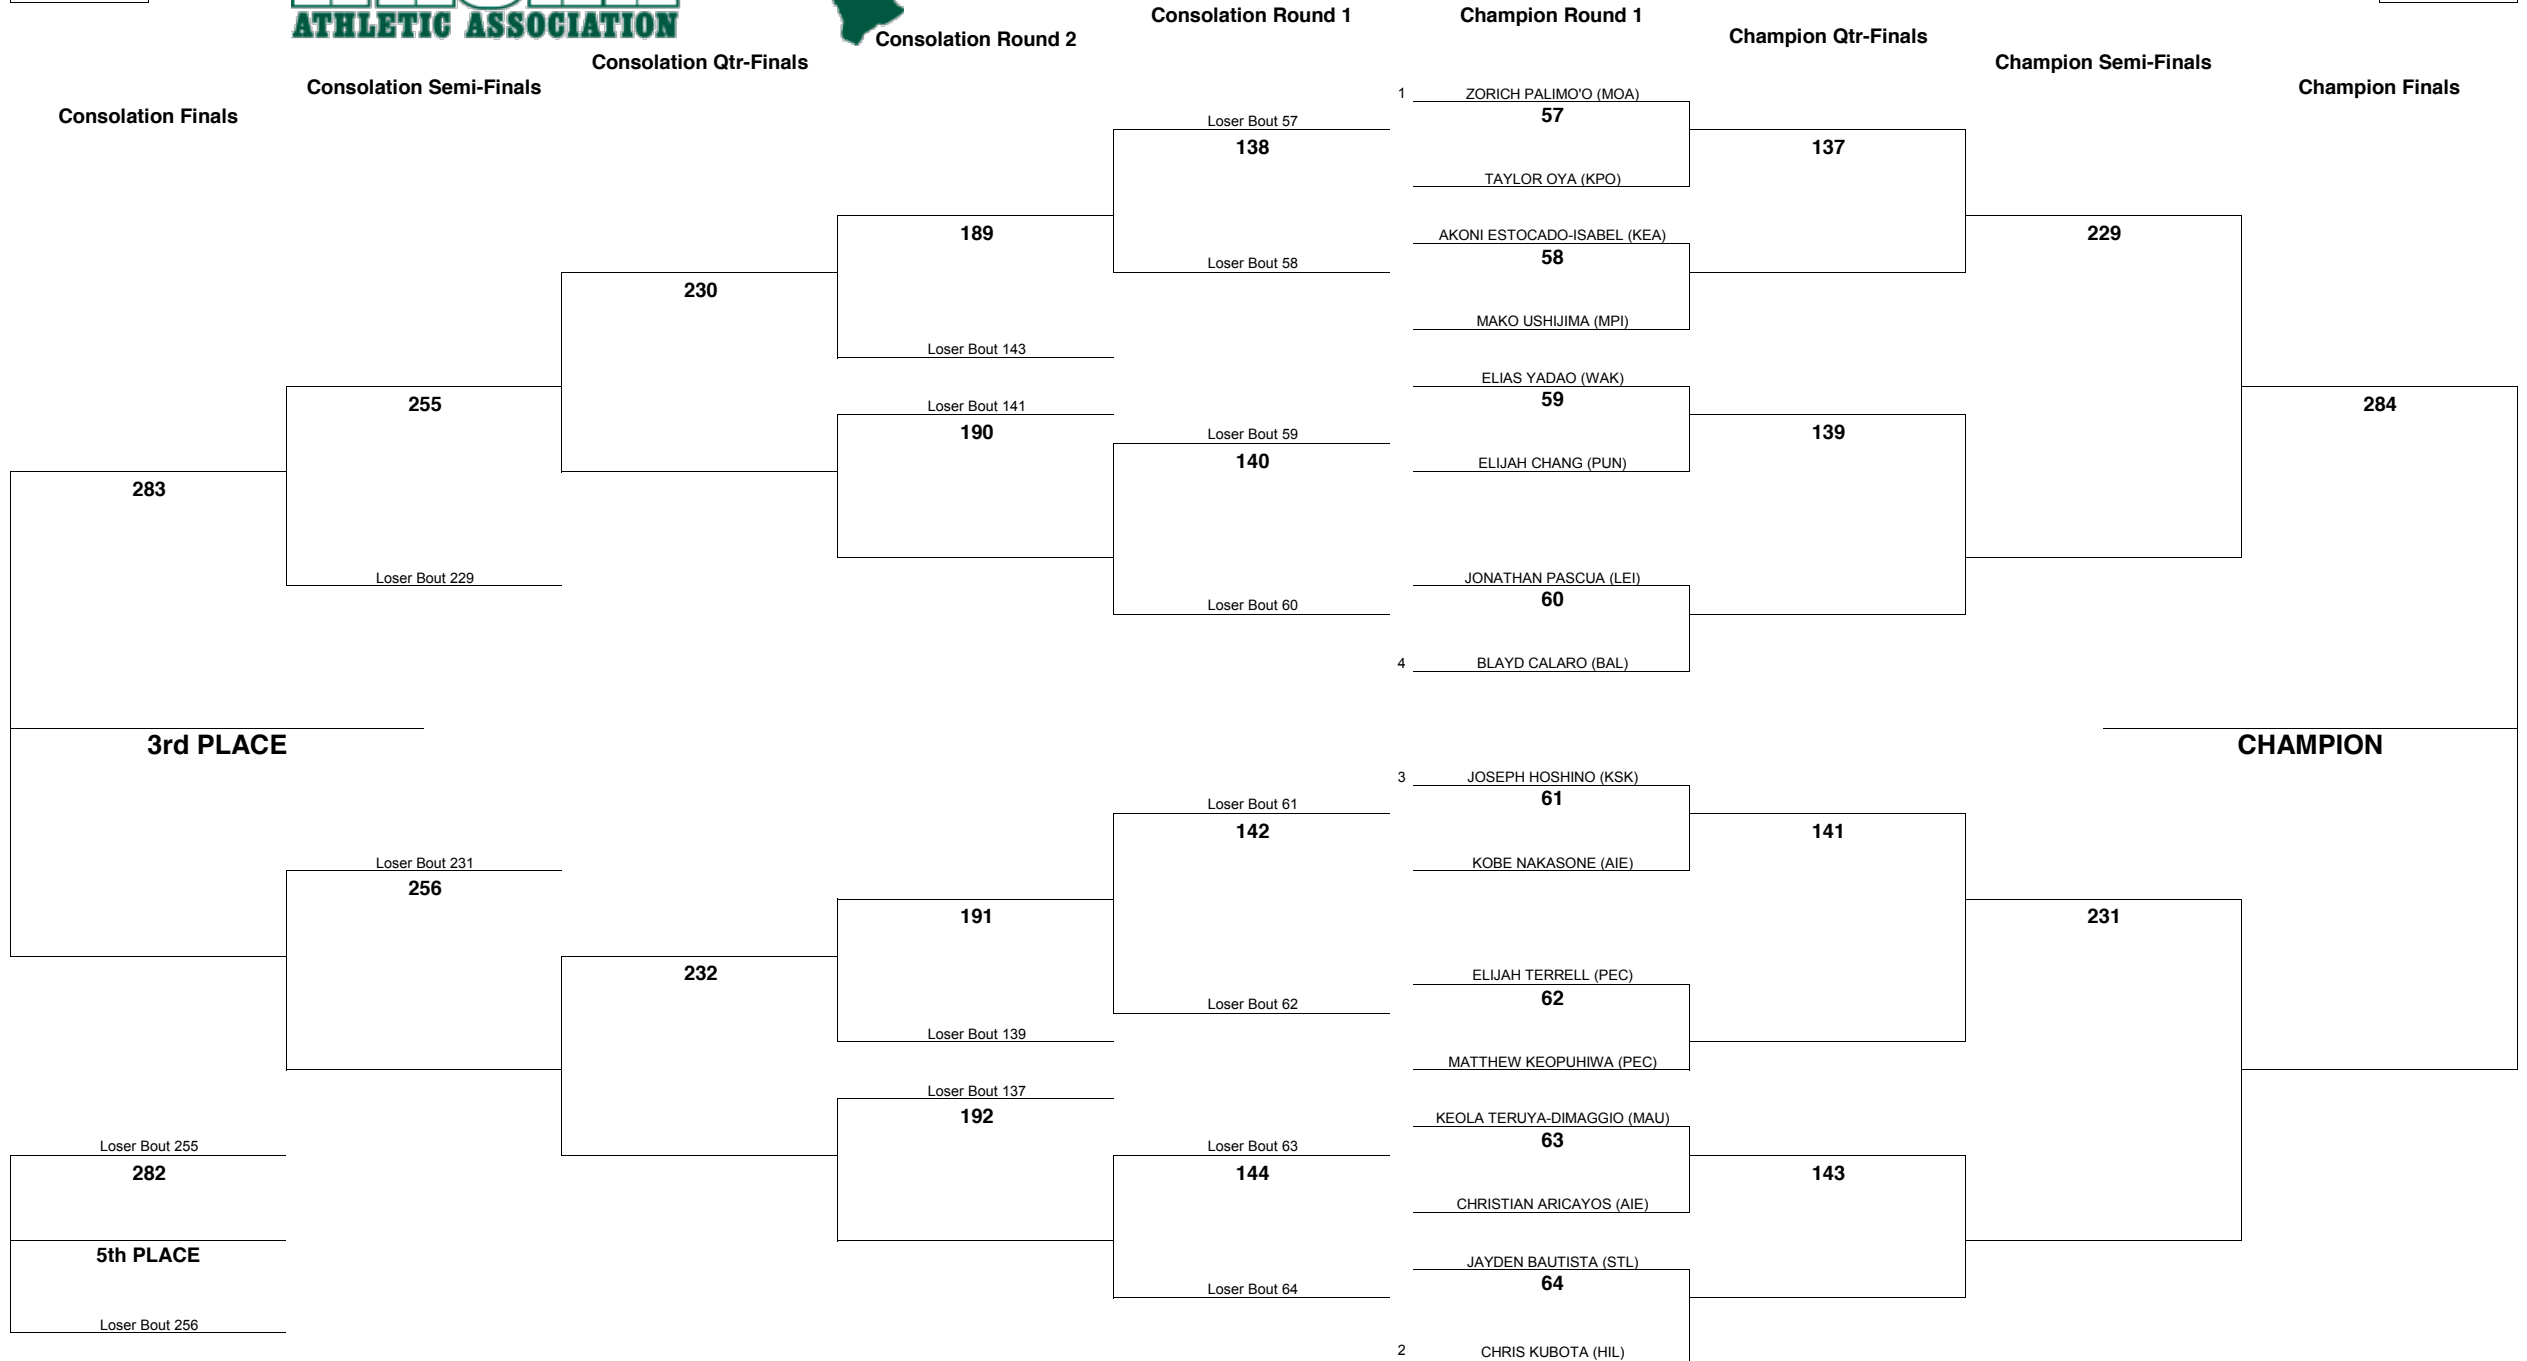 ATHLETIC ASSOCIATION
Consolation Round 1
Champion Round 1
Consolation Round 2
Champion Qtr-Finals
Consolation Qtr-Finals
Champion Semi-Finals
Consolation Semi-Finals
Champion Finals
Consolation Finals
1 ZORICH PALIMO'O (MOA)
57
Loser Bout 57
138
137
TAYLOR OYA (KPO)
189
229
AKONI ESTOCADO-ISABEL (KEA)
58
Loser Bout 58
230
MAKO USHIJIMA (MPI)
Loser Bout 143
ELIAS YADAO (WAK)
59
255
Loser Bout 141
284
190
Loser Bout 59
139
140
ELIJAH CHANG (PUN)
283
Loser Bout 229
JONATHAN PASCUA (LEI)
60
Loser Bout 60
4 BLAYD CALARO (BAL)
3rd PLACE
CHAMPION
3 JOSEPH HOSHINO (KSK)
61
Loser Bout 61
142
141
Loser Bout 231
KOBE NAKASONE (AIE)
256
191
231
232
ELIJAH TERRELL (PEC)
62
Loser Bout 62
Loser Bout 139
MATTHEW KEOPUHIWA (PEC)
Loser Bout 137
192
KEOLA TERUYA-DIMAGGIO (MAU)
63
Loser Bout 255
Loser Bout 63
282
144
143
CHRISTIAN ARICAYOS (AIE)
5th PLACE
JAYDEN BAUTISTA (STL)
64
Loser Bout 64
Loser Bout 256
2 CHRIS KUBOTA (HIL)